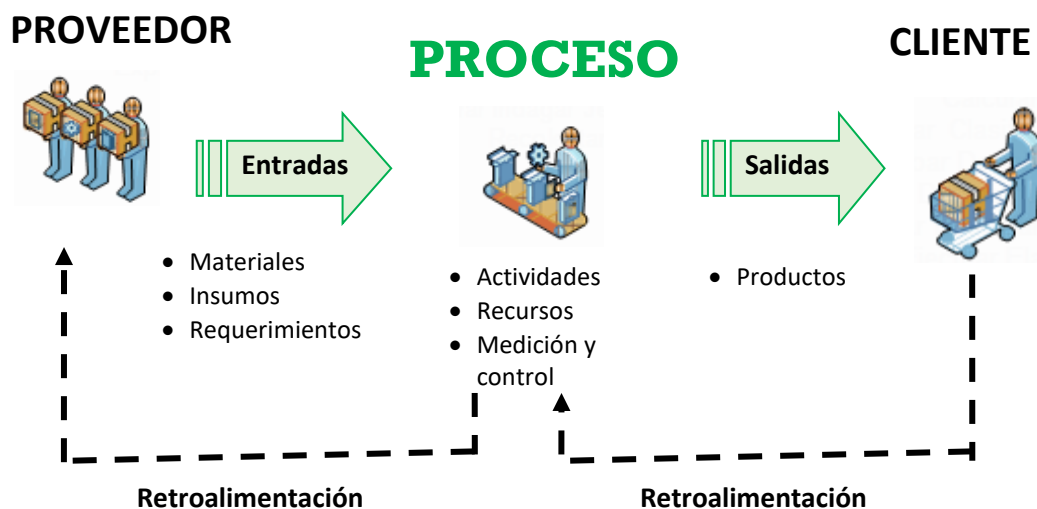 PROVEEDOR
PROCESO
CLIENTE
Entradas
Salidas
• Materiales
• Insumos
• Requerimientos
• Actividades
• Recursos
• Medición y
control
• Productos
Retroalimentación
Retroalimentación